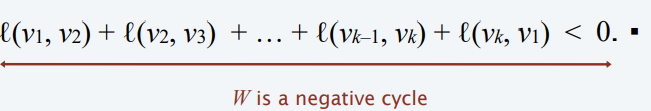 ℓ(v1, v2) + ℓ(v2, v3) + … + ℓ(vk–1, vk) + ℓ(vk, v1) < 0. ▪
W is a negative cycle